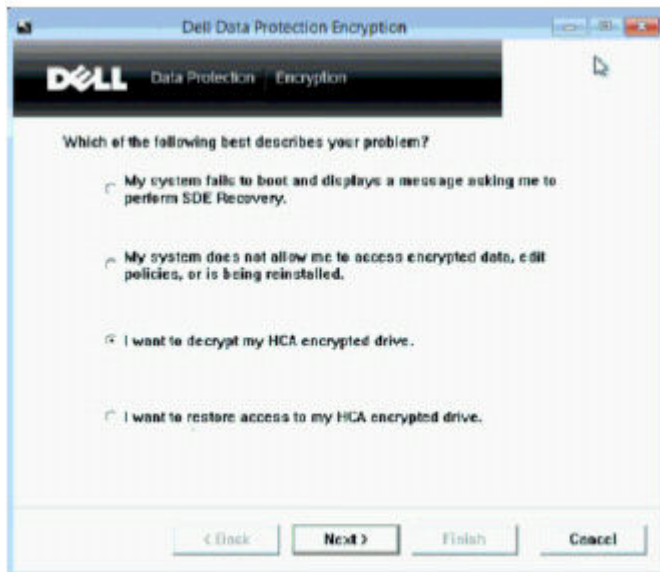 Dell Data Protection Encryption
DELL Data Protection | Encryption
Which of the following best describes your problem?
My system fails to boot and displays a message asking me to
perform SDE Recovery.
My system does not allow me to access encrypted data, edit
policies, or is being reinstalled.
I want to decrypt my HCA encrypted drive.
I want to restore access to my HCA encrypted drive.
< Back Next > Finish Cancel